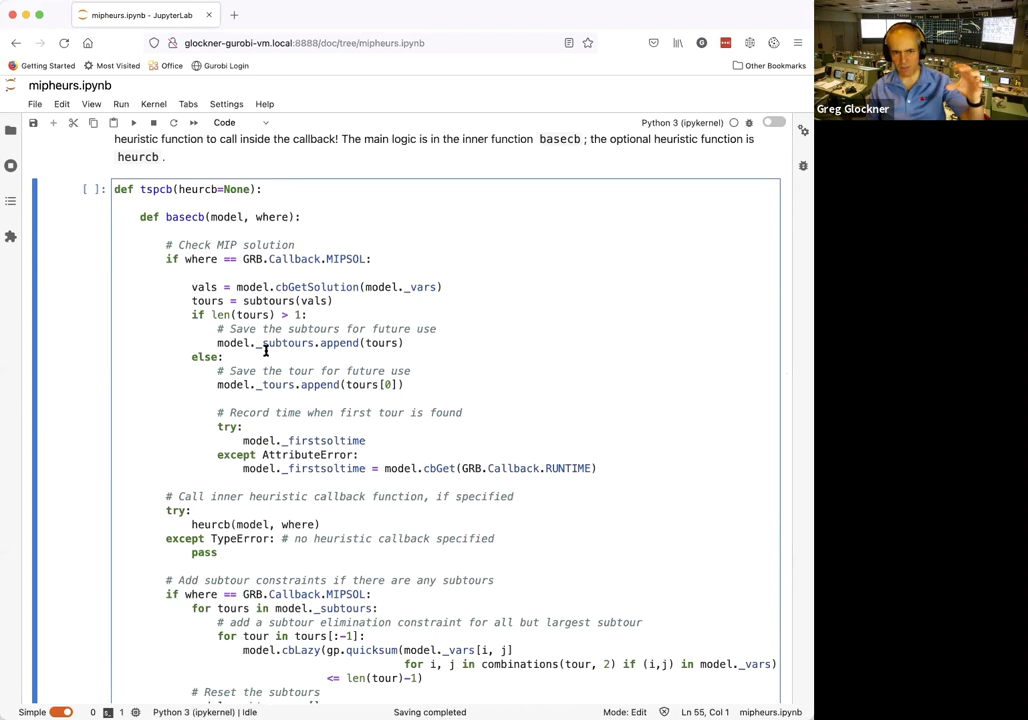 mipheurs.ipynb - JupyterLab
glockner-gurobi-vm.local:8888/doc/tree/mipheurs.ipynb
Getting Started
Most Visited
Office
Gurobi Login
Other Bookmarks
Greg Glockner
mipheurs.ipynb
File Edit View Run Kernel Tabs Settings Help
Code
Python 3 (ipykernel)
heuristic function to call inside the callback! The main logic is in the inner function basecb ; the optional heuristic function is
heurcb .
[ ]:
def tspcb(heurcb=None):
def basecb(model, where):
# Check MIP solution
if where == GRB.Callback.MIPSOL:
vals = model.cbGetSolution(model._vars)
tours = subtours(vals)
if len(tours) > 1:
# Save the subtours for future use
model._subtours.append(tours)
else:
# Save the tour for future use
model._tours.append(tours[0])
# Record time when first tour is found
try:
model._firstsoltime
except AttributeError:
model._firstsoltime = model.cbGet(GRB.Callback.RUNTIME)
# Call inner heuristic callback function, if specified
try:
heurcb(model, where)
except TypeError: # no heuristic callback specified
pass
# Add subtour constraints if there are any subtours
if where == GRB.Callback.MIPSOL:
for tours in model._subtours:
# add a subtour elimination constraint for all but largest subtour
for tour in tours[:-1]:
model.cbLazy(gp.quicksum(model._vars[i, j]
for i, j in combinations(tour, 2) if (i,j) in model._vars)
<= len(tour)-1)
# Reset the subtours
Simple 0 1 Python 3 (ipykernel) | Idle Saving completed Mode: Edit Ln 55, Col 1 mipheurs.ipynb